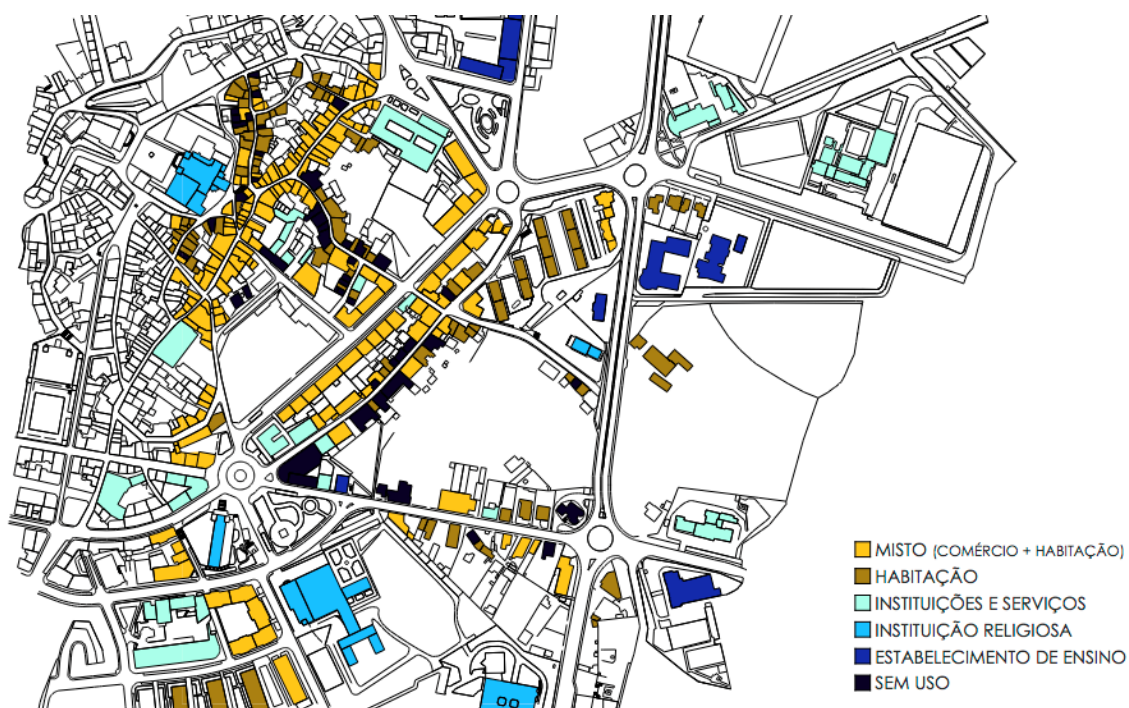 MISTO (COMÉRCIO + HABITAÇÃO)
HABITAÇÃO
INSTITUIÇÕES E SERVIÇOS
INSTITUIÇÃO RELIGIOSA
ESTABELECIMENTO DE ENSINO
SEM USO